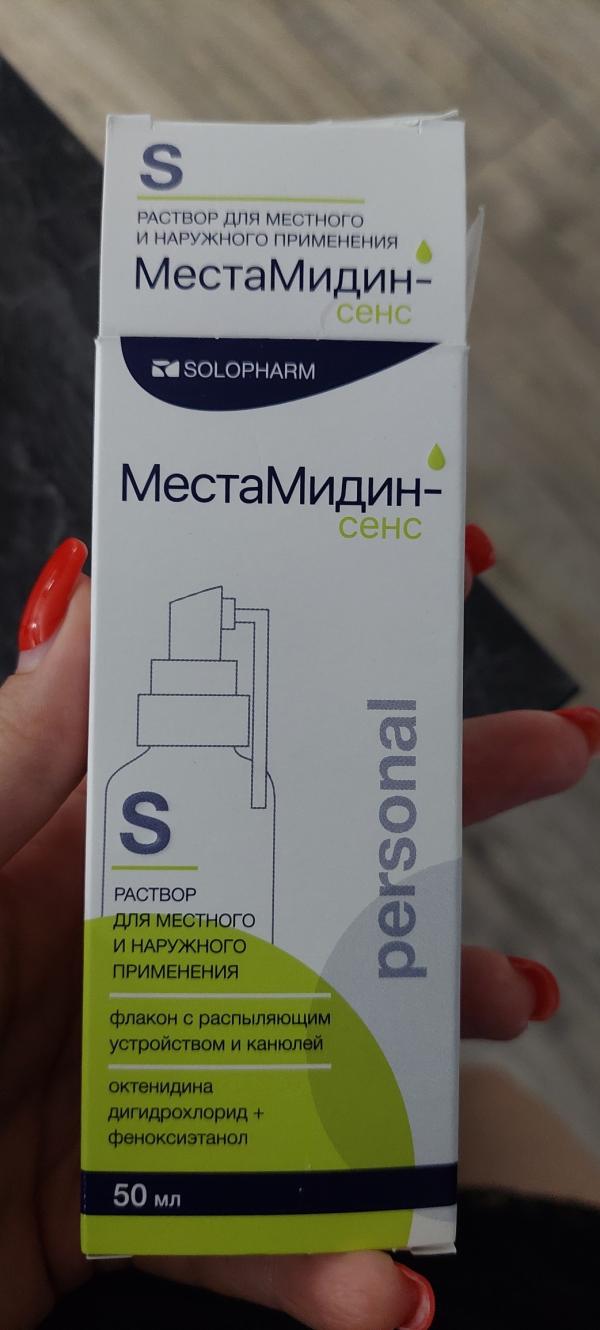 S
РАСТВОР ДЛЯ МЕСТНОГО
И НАРУЖНОГО ПРИМЕНЕНИЯ
МестаМидин-
сенс
SOLOPHARM
МестаМидин-
сенс
personal
S
РАСТВОР
ДЛЯ МЕСТНОГО
И НАРУЖНОГО
ПРИМЕНЕНИЯ
флакон с распыляющим
устройством и канюлей
октенидина
дигидрохлорид +
феноксиэтанол
50 мл